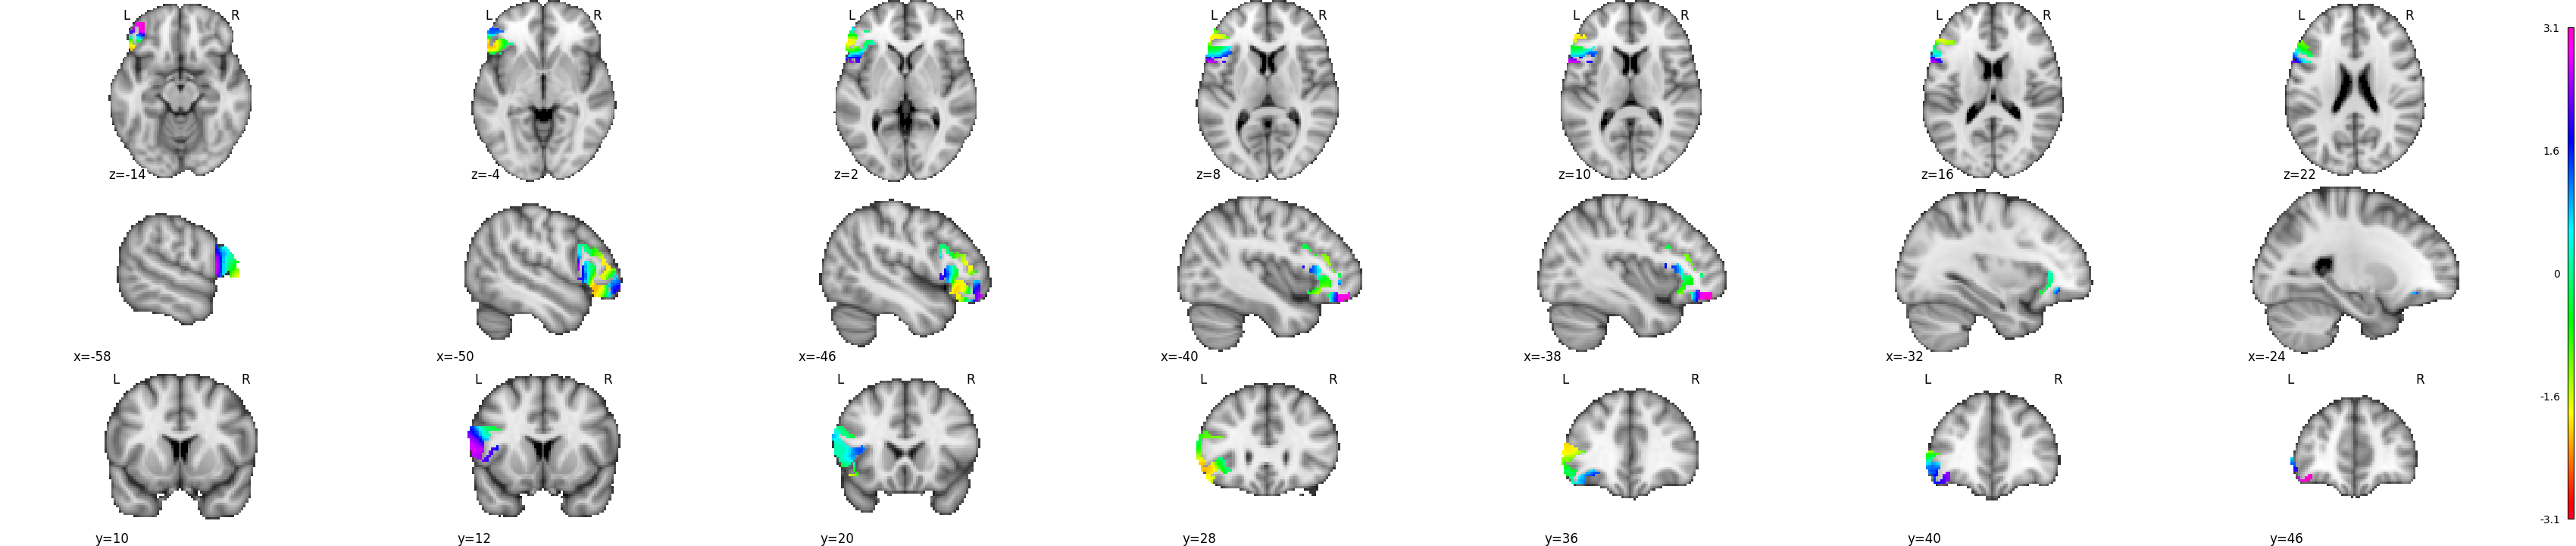 L R L R L R L R L R L R L R
z=-14 z=-4 z=2 z=8 z=10 z=16 z=22
x=-58 x=-50 x=-46 x=-40 x=-38 x=-32 x=-24
L R L R L R L R L R L R L R
y=10 y=12 y=20 y=28 y=36 y=40 y=46
3.1
1.6
0
-1.6
-3.1